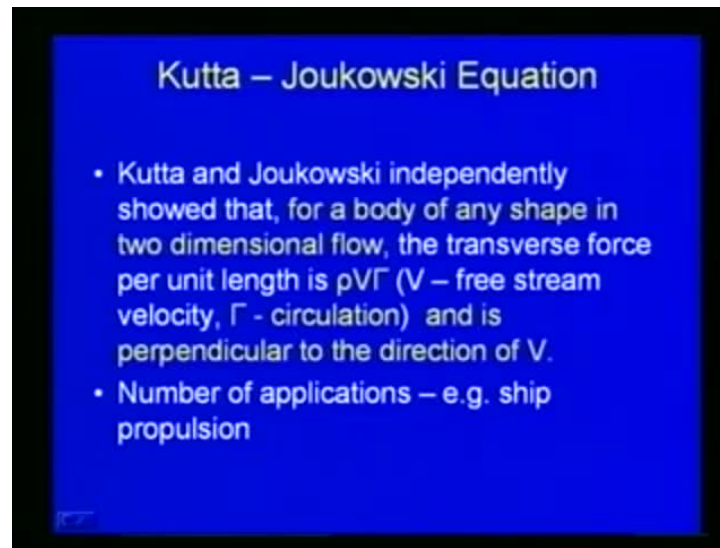 Kutta – Joukowski Equation
• Kutta and Joukowski independently
showed that, for a body of any shape in
two dimensional flow, the transverse force
per unit length is ρVΓ (V – free stream
velocity, Γ - circulation) and is
perpendicular to the direction of V.
• Number of applications – e.g. ship
propulsion